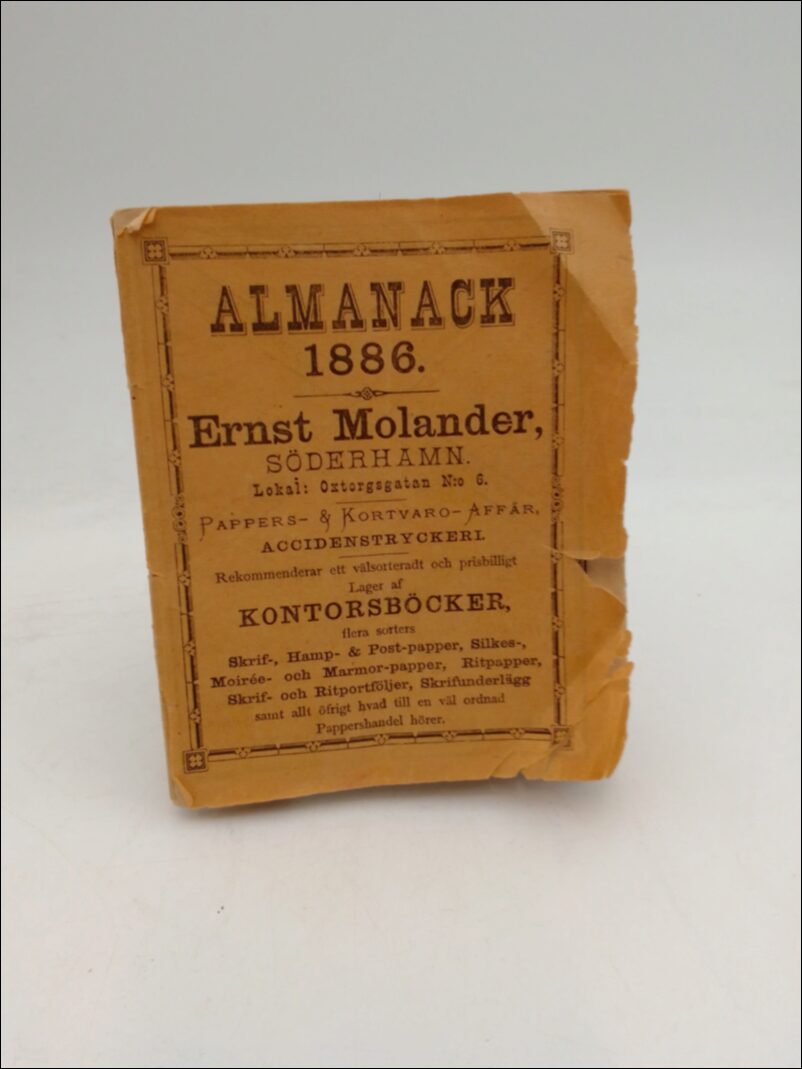 ALMANACK
1886.
Ernst Molander,
SÖDERHAMN.
Lokal: Oxtorgsgatan N:o 6.
PAPPERS- & KORTVARO-AFFÄR,
ACCIDENSTRYCKERI.
Rekommenderar ett välsorteradt och prisbilligt
Lager af
KONTORSBÖCKER,
flera sorters
Skrif-, Hamp- & Post-papper, Silkes-,
Moirée- och Marmor-papper, Ritpapper,
Skrif- och Ritportföljer, Skrifunderlägg
samt allt öfrigt hvad till en väl ordnad
Pappershandel hörer.